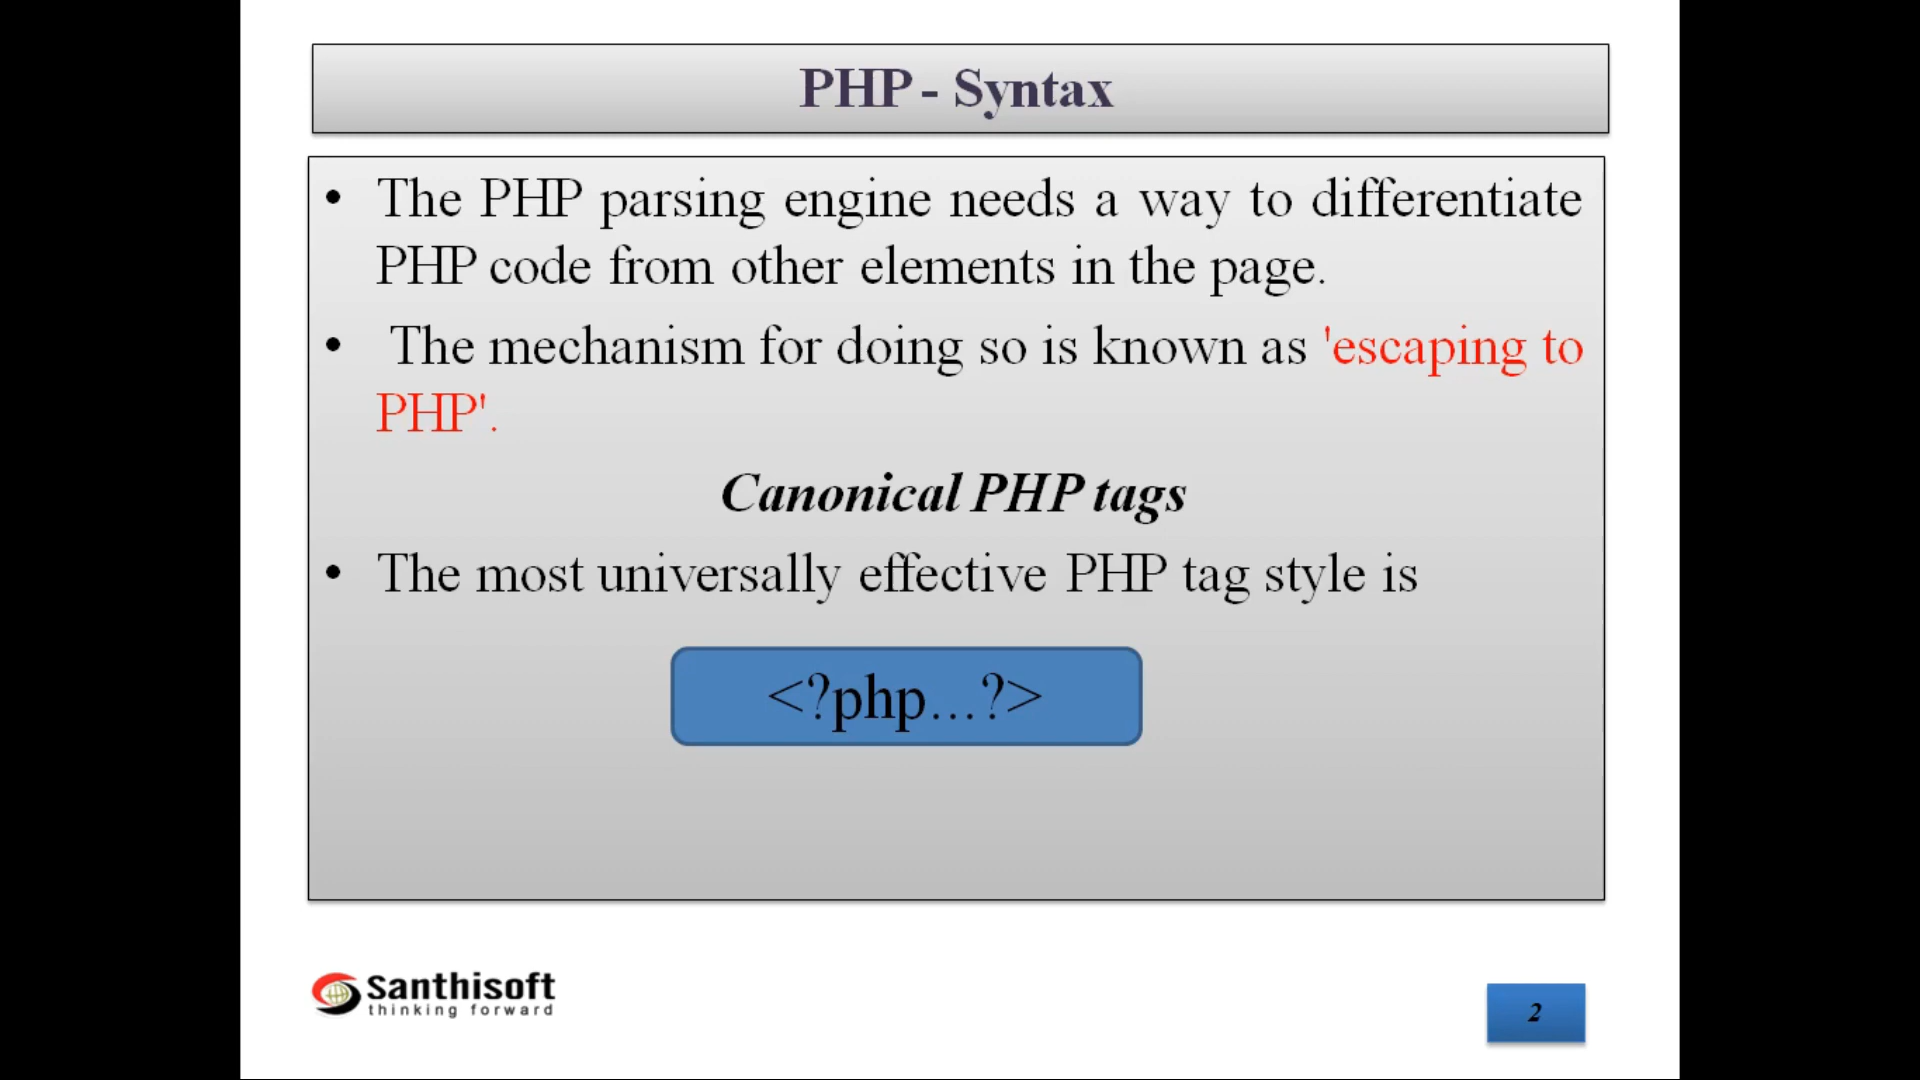 PHP - Syntax
• The PHP parsing engine needs a way to differentiate
PHP code from other elements in the page.
• The mechanism for doing so is known as 'escaping to
PHP'.
Canonical PHP tags
• The most universally effective PHP tag style is
<?php...?>
Santhisoft
thinking forward
2